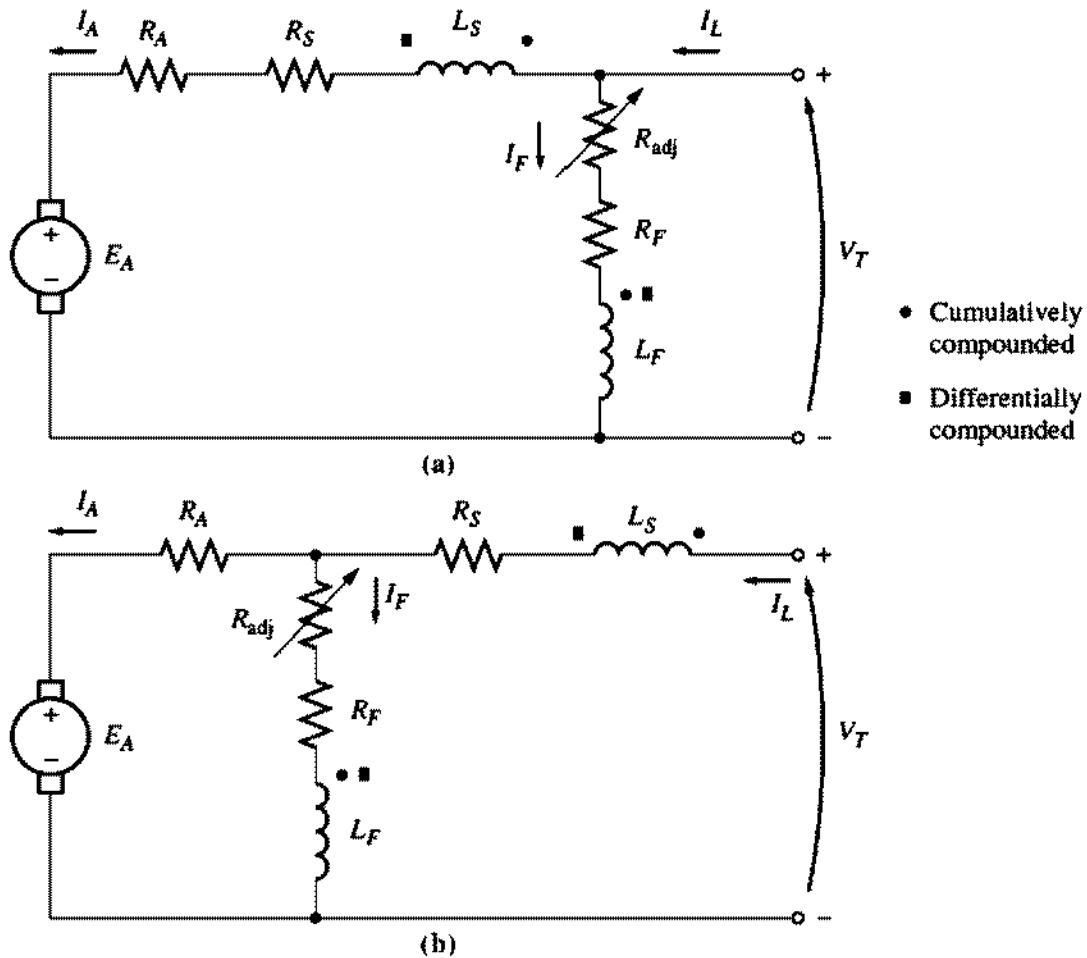 I_A
R_A
R_S
L_S
I_L
+
I_F
R_adj
R_F
+
E_A
−
L_F
V_T
• Cumulatively
compounded
■ Differentially
compounded
−
(a)
I_A
R_A
R_S
L_S
+
I_L
R_adj
I_F
R_F
+
E_A
−
L_F
V_T
−
(b)